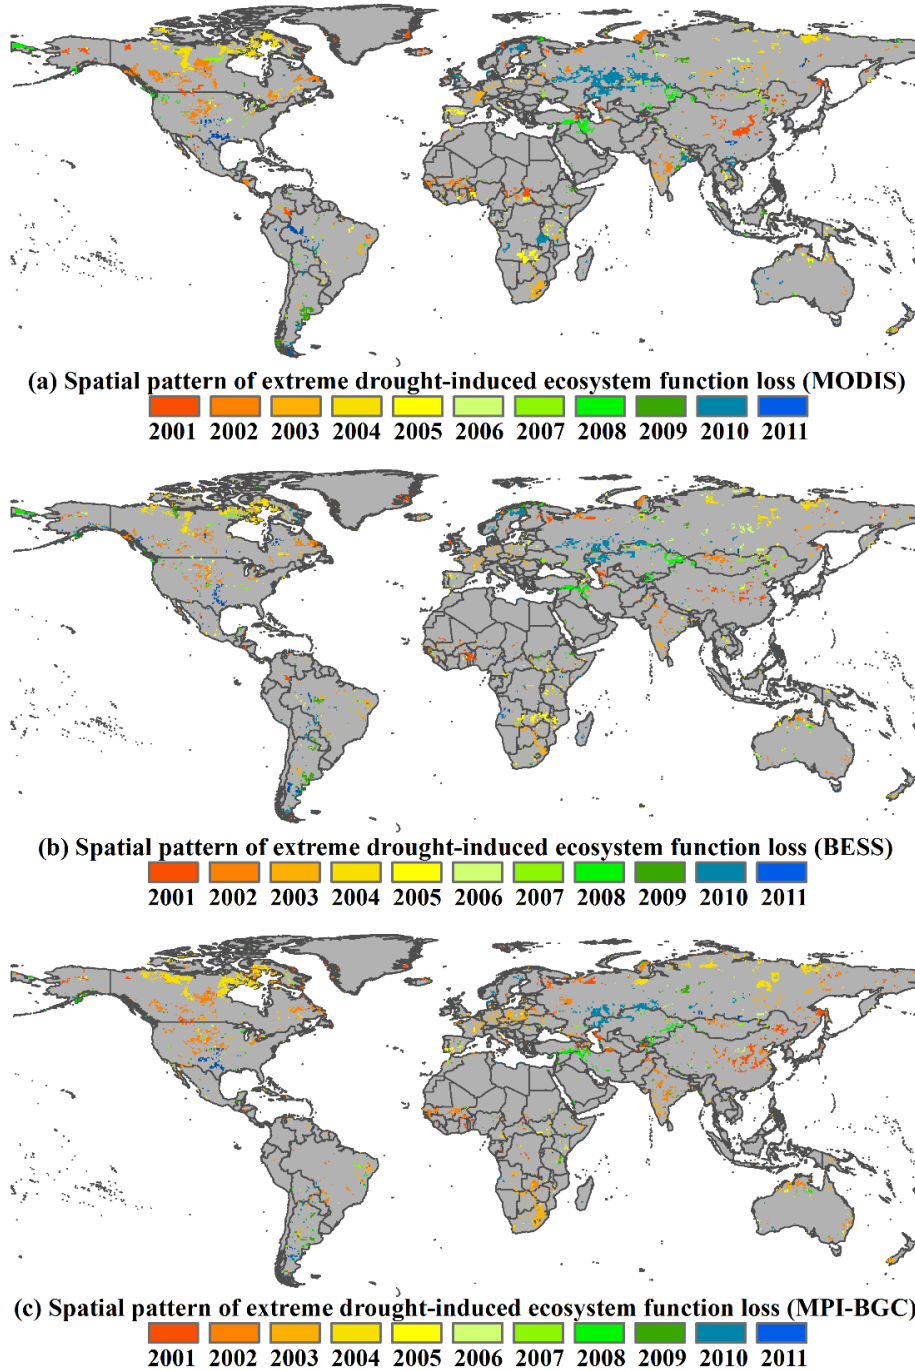 (a) Spatial pattern of extreme drought-induced ecosystem function loss (MODIS)
2001 2002 2003 2004 2005 2006 2007 2008 2009 2010 2011
(b) Spatial pattern of extreme drought-induced ecosystem function loss (BESS)
2001 2002 2003 2004 2005 2006 2007 2008 2009 2010 2011
(c) Spatial pattern of extreme drought-induced ecosystem function loss (MPI-BGC)
2001 2002 2003 2004 2005 2006 2007 2008 2009 2010 2011